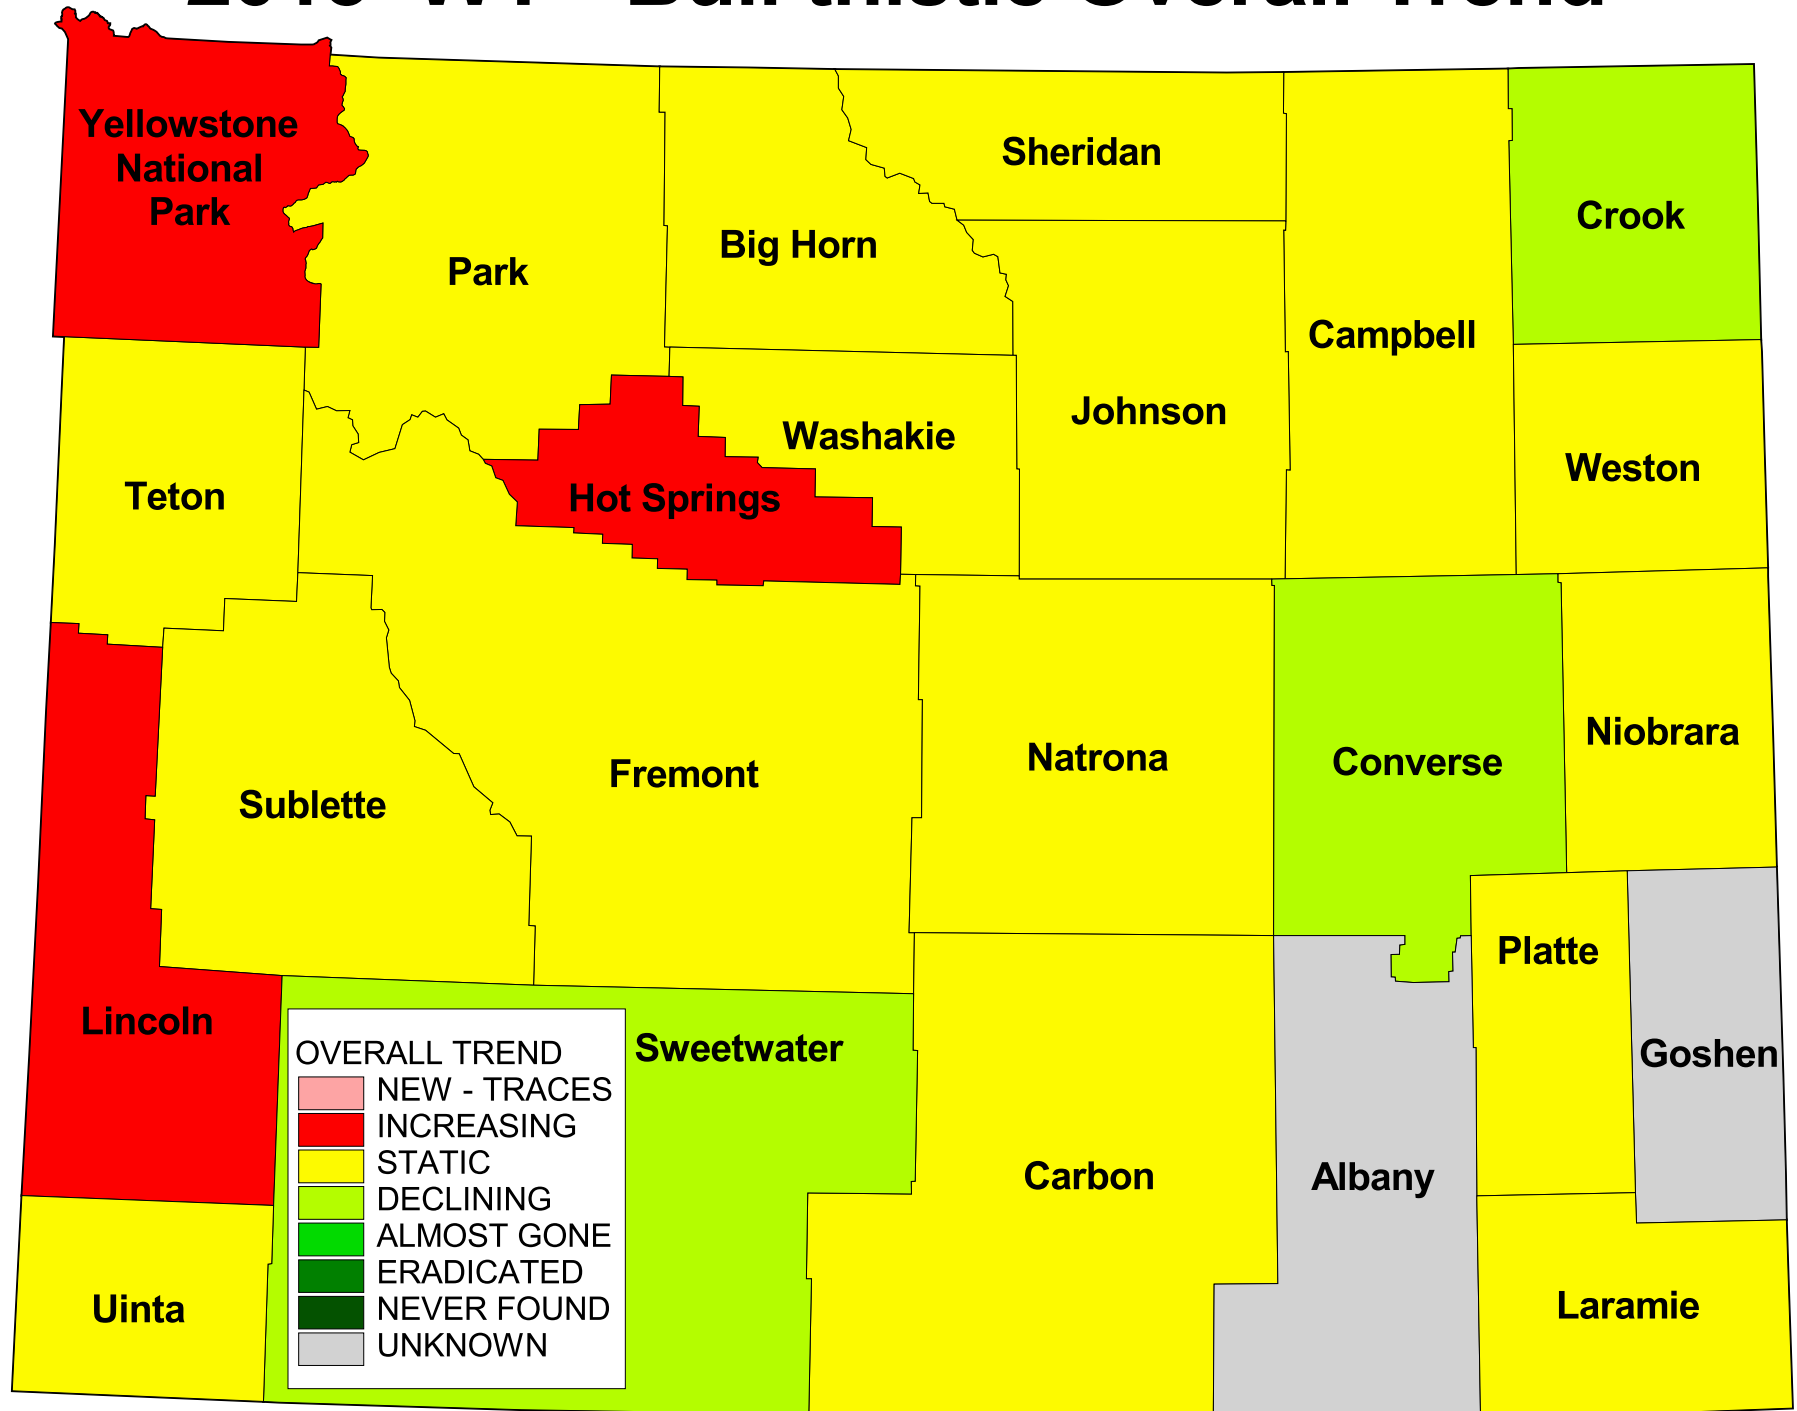 Overall Trend
Yellowstone
National
Park
Sheridan
Crook
Big Horn
Park
Campbell
Johnson
Washakie
Weston
Teton
Hot Springs
Niobrara
Natrona
Converse
Fremont
Sublette
Platte
Lincoln
Sweetwater
Goshen
OVERALL TREND
NEW - TRACES
INCREASING
STATIC
DECLINING
ALMOST GONE
ERADICATED
NEVER FOUND
UNKNOWN
Carbon
Albany
Uinta
Laramie